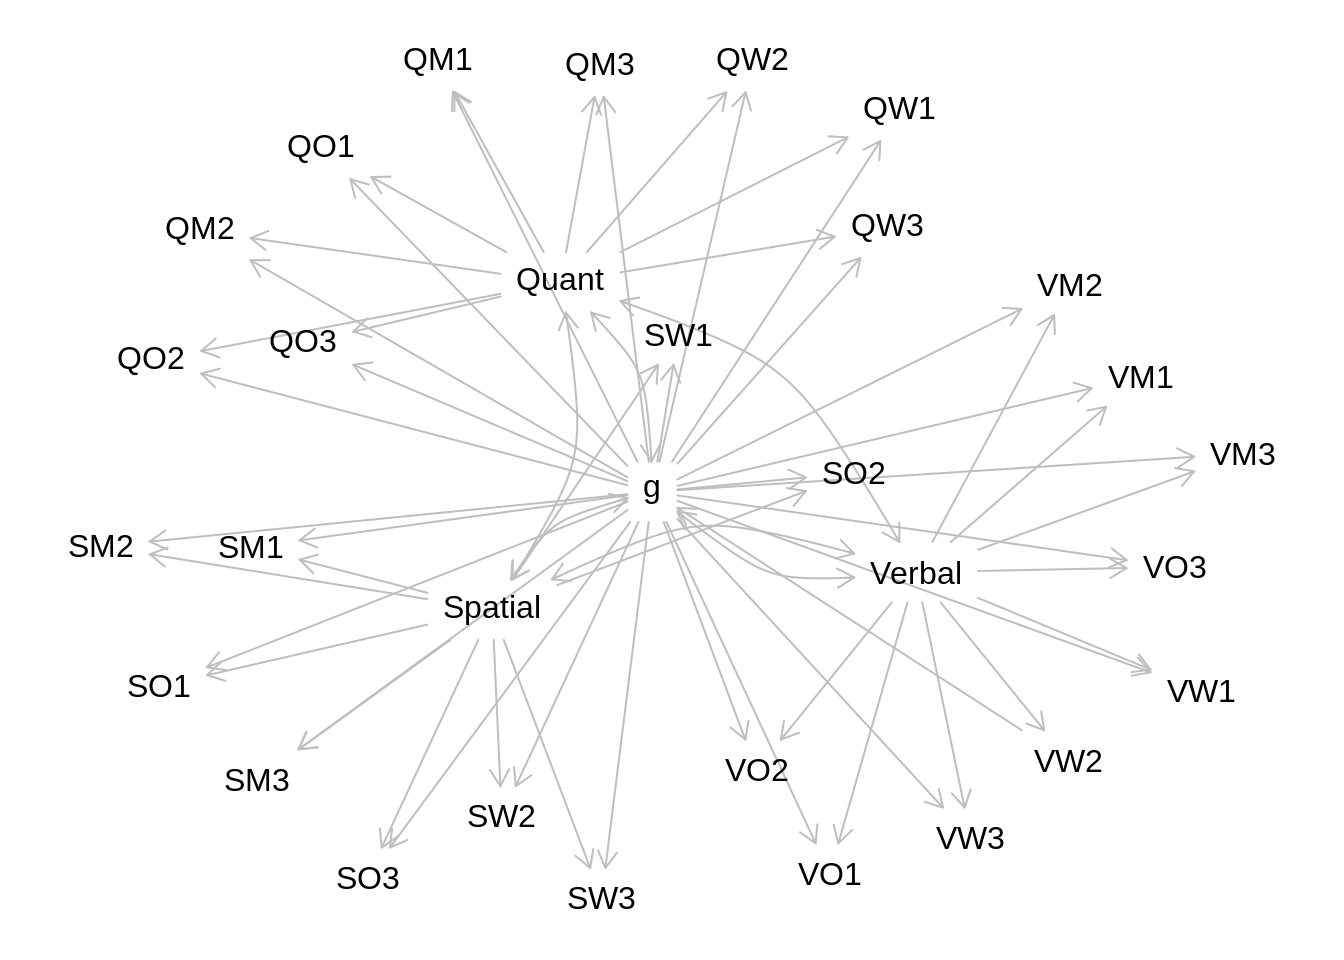 QM1
QM3
QW2
QW1
QO1
QM2
QW3
Quant
VM2
SW1
QO3
QO2
VM1
VM3
SO2
g
SM2
SM1
VO3
Verbal
Spatial
SO1
VW1
VW2
VO2
SM3
SW2
VW3
VO1
SO3
SW3